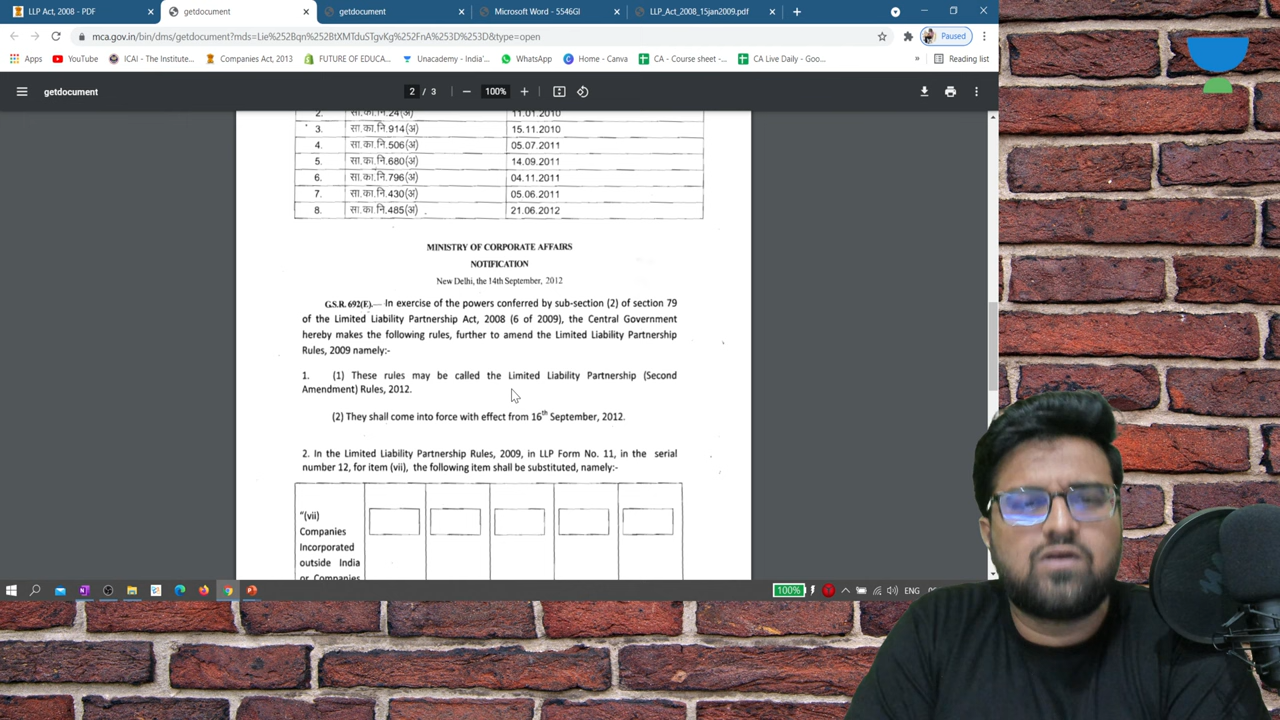 LLP Act, 2008 - PDF
getdocument
getdocument
Microsoft Word - 5546GI
LLP_Act_2008_15jan2009.pdf
mca.gov.in/bin/dms/getdocument?mds=Lie%252Bqn%252BtXMTduSTgvKg%252FnA%253D%253D&type=open
Paused
Apps YouTube ICAI - The Institute... Companies Act, 2013 FUTURE OF EDUCA... Unacademy - India'... WhatsApp Home - Canva CA - Course sheet -... CA Live Daily - Goo... » Reading list
getdocument 2 / 3 100%
2. सा.का.नि.24(अ) 11.01.2010
3. सा.का.नि.914(अ) 15.11.2010
4. सा.का.नि.506(अ) 05.07.2011
5. सा.का.नि.680(अ) 14.09.2011
6. सा.का.नि.796(अ) 04.11.2011
7. सा.का.नि.430(अ) 05.06.2011
8. सा.का.नि.485(अ) 21.06.2012
MINISTRY OF CORPORATE AFFAIRS
NOTIFICATION
New Delhi, the 14th September, 2012
G.S.R. 692(E).— In exercise of the powers conferred by sub-section (2) of section 79
of the Limited Liability Partnership Act, 2008 (6 of 2009), the Central Government
hereby makes the following rules, further to amend the Limited Liability Partnership
Rules, 2009 namely:-
1. (1) These rules may be called the Limited Liability Partnership (Second
Amendment) Rules, 2012.
(2) They shall come into force with effect from 16th September, 2012.
2. In the Limited Liability Partnership Rules, 2009, in LLP Form No. 11, in the serial
number 12, for item (vii), the following item shall be substituted, namely:-
"(vii)
Companies
Incorporated
outside India
or Companies
100% ENG